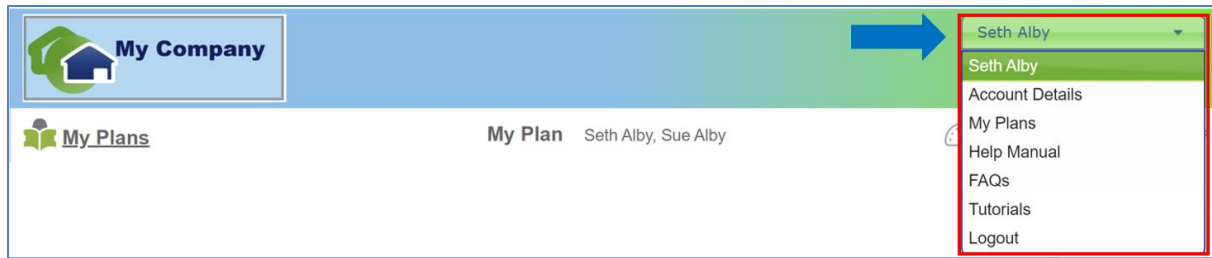 My Company
Seth Alby
My Plans
My Plan Seth Alby, Sue Alby
Seth Alby
Account Details
My Plans
Help Manual
FAQs
Tutorials
Logout